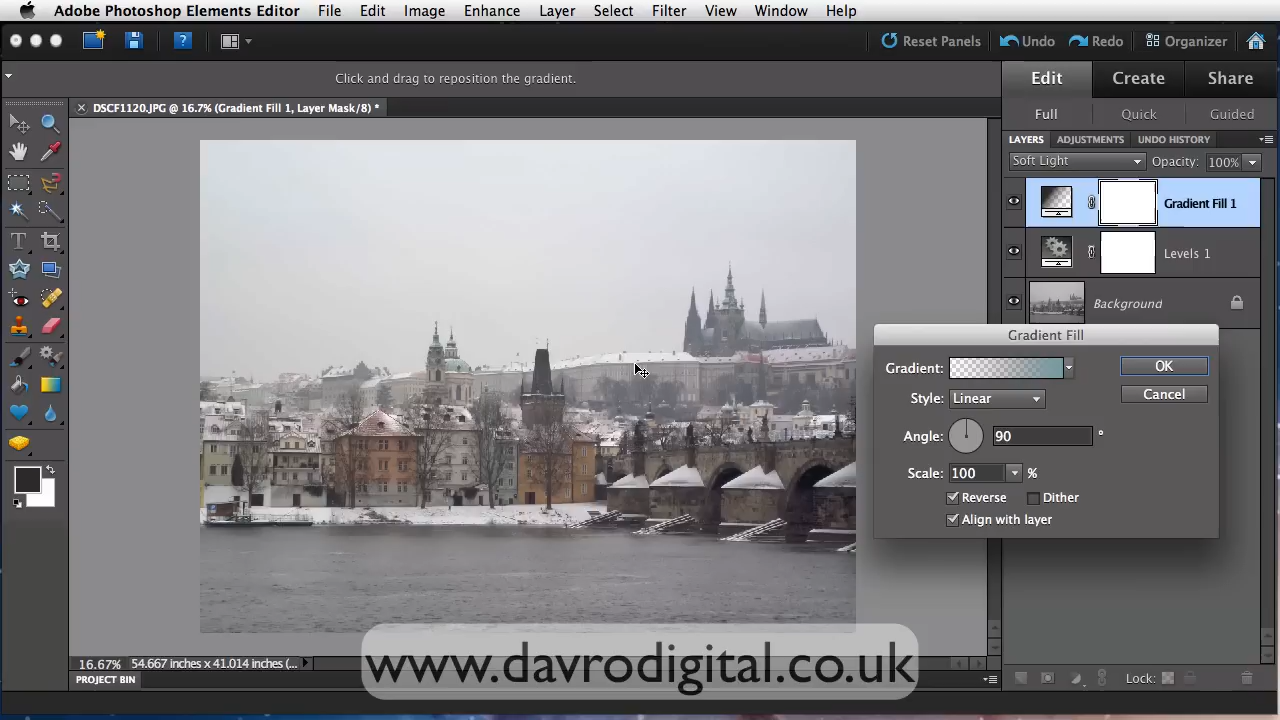 Adobe Photoshop Elements Editor File Edit Image Enhance Layer Select Filter View Window Help
Reset Panels Undo Redo Organizer
Click and drag to reposition the gradient.
Edit Create Share
DSCF1120.JPG @ 16.7% (Gradient Fill 1, Layer Mask/8) *
Full Quick Guided
LAYERS ADJUSTMENTS UNDO HISTORY
Soft Light Opacity: 100%
Gradient Fill 1
Levels 1
Background
Gradient Fill
Gradient: OK
Style: Linear Cancel
Angle: 90 °
Scale: 100 %
Reverse Dither
Align with layer
www.davrodigital.co.uk
16.67% 54.667 inches x 41.014 inches (...
PROJECT BIN
Lock: